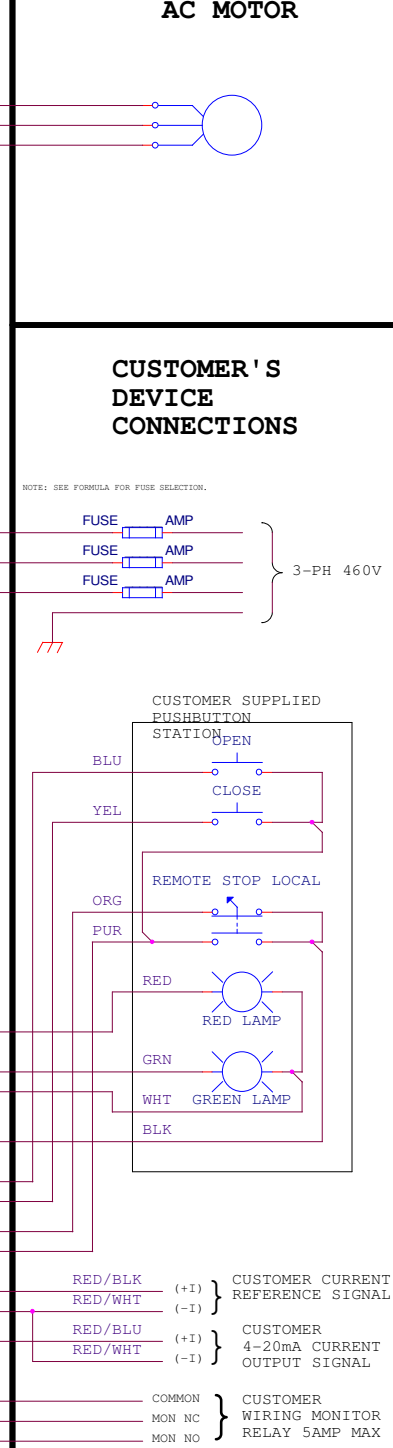 AC MOTOR
CUSTOMER'S
DEVICE
CONNECTIONS
NOTE: SEE FORMULA FOR FUSE SELECTION.
FUSE AMP
FUSE AMP
FUSE AMP
3-PH 460V
CUSTOMER SUPPLIED
PUSHBUTTON
STATION
OPEN
BLU
CLOSE
YEL
REMOTE STOP LOCAL
ORG
PUR
RED
RED LAMP
GRN
WHT GREEN LAMP
BLK
RED/BLK (+I) CUSTOMER CURRENT
RED/WHT (-I) REFERENCE SIGNAL
RED/BLU (+I) CUSTOMER
4-20mA CURRENT
RED/WHT (-I) OUTPUT SIGNAL
COMMON CUSTOMER
MON NC WIRING MONITOR
MON NO RELAY 5AMP MAX